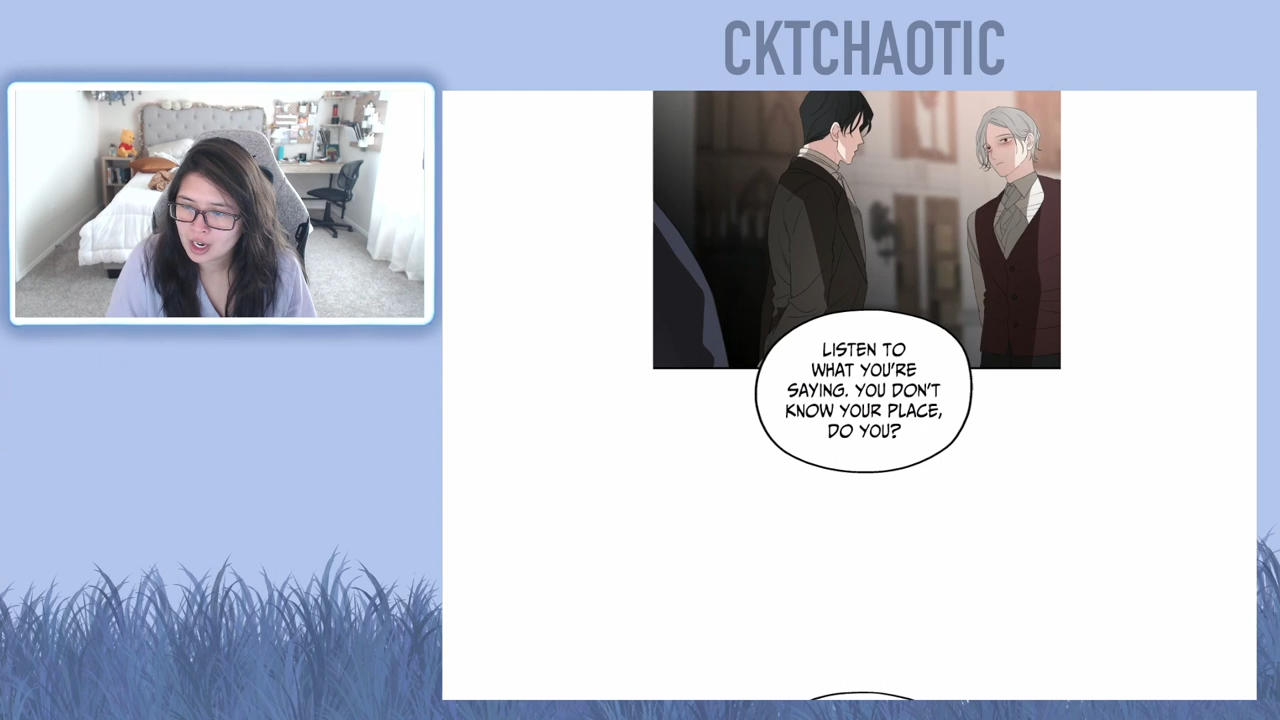 CKTCHAOTIC
LISTEN TO
WHAT YOU'RE
SAYING. YOU DON'T
KNOW YOUR PLACE,
DO YOU?